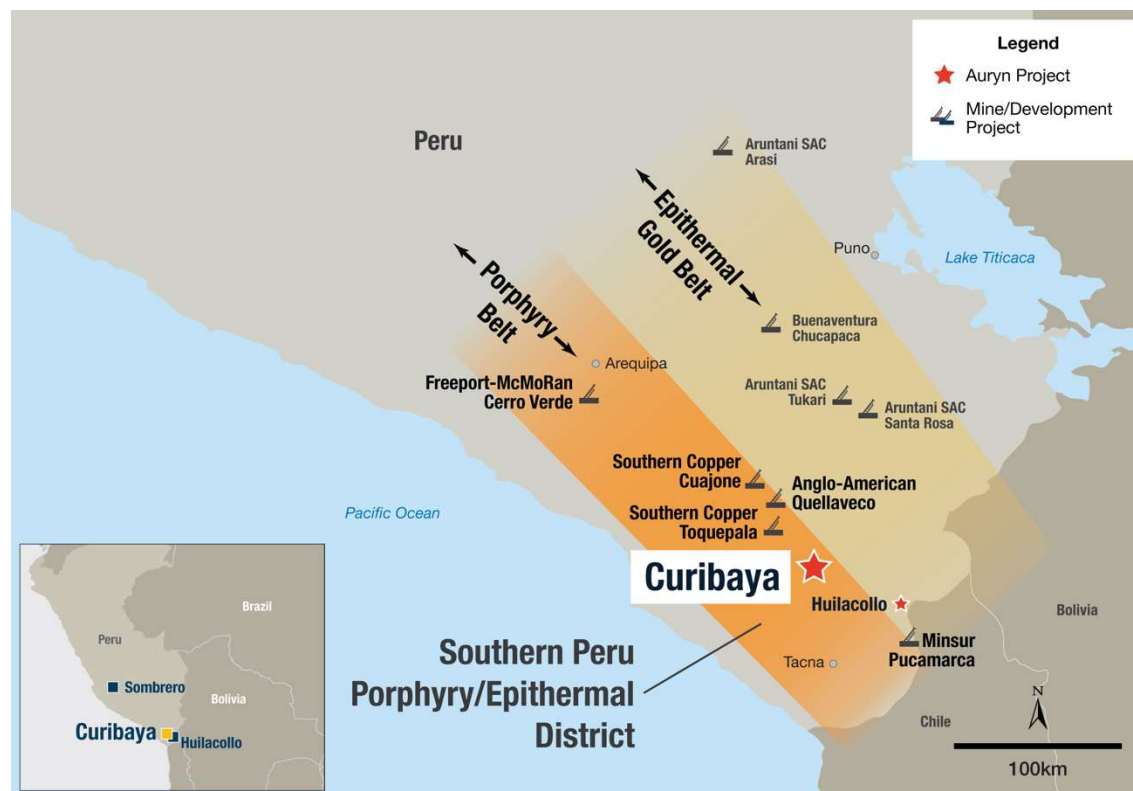 Legend
Auryn Project
Mine/Development
Project
Peru
Aruntani SAC
Arasi
Epithermal
Gold Belt
Puno
Lake Titicaca
Porphyry
Belt
Buenaventura
Chucapaca
Arequipa
Freeport-McMoRan
Cerro Verde
Aruntani SAC
Tukari
Aruntani SAC
Santa Rosa
Southern Copper
Cuajone
Anglo-American
Quellaveco
Pacific Ocean
Southern Copper
Toquepala
Curibaya
Huilacollo
Bolivia
Minsur
Pucamarca
Southern Peru
Porphyry/Epithermal
District
Tacna
N
Chile
100km
Brazil
Peru
Sombrero
Bolivia
Curibaya
Huilacollo